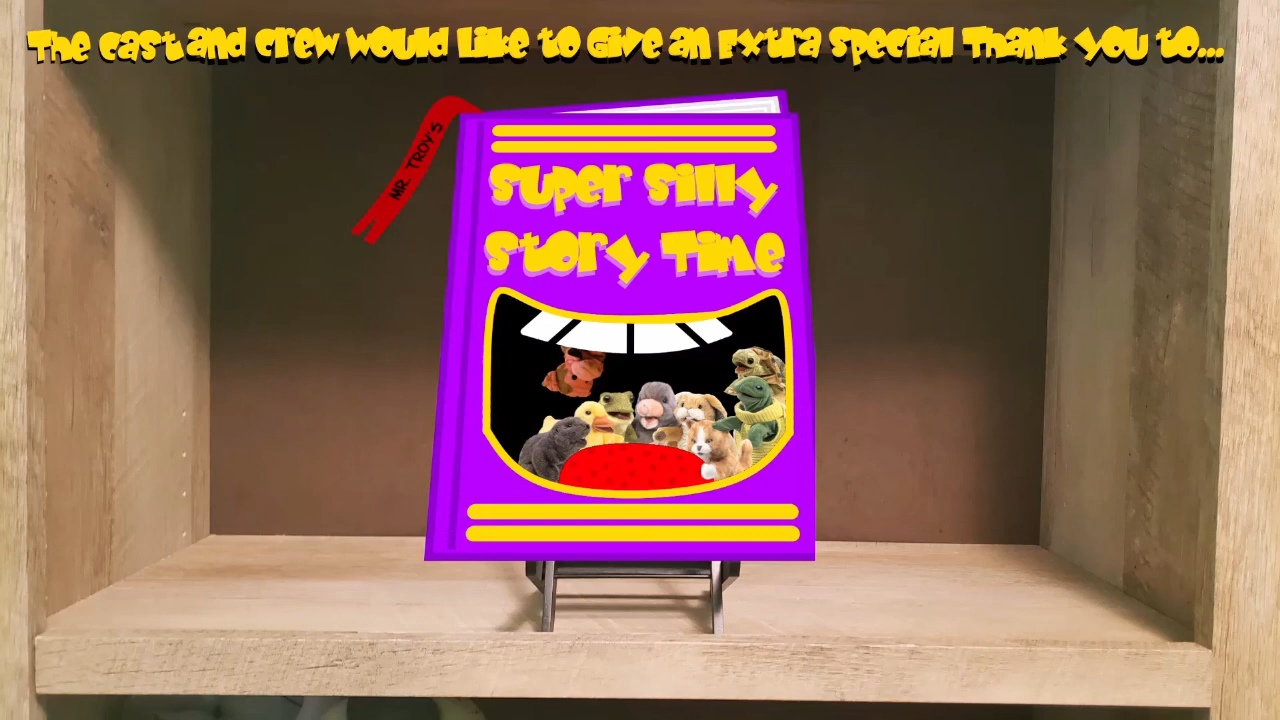 The cast and crew would like to Give an Extra special Thank you to...
MR. TROY'S
Super Silly
Story Time